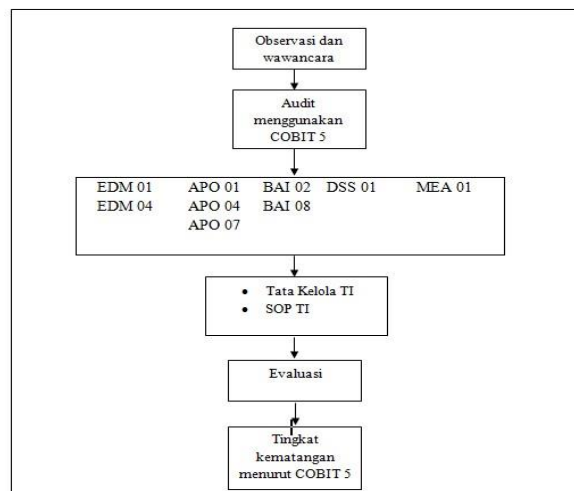 Observasi dan
wawancara
Audit
menggunakan
COBIT 5
EDM 01 APO 01 BAI 02 DSS 01 MEA 01
EDM 04 APO 04 BAI 08
APO 07
• Tata Kelola TI
• SOP TI
Evaluasi
Tingkat
kematangan
menurut COBIT 5